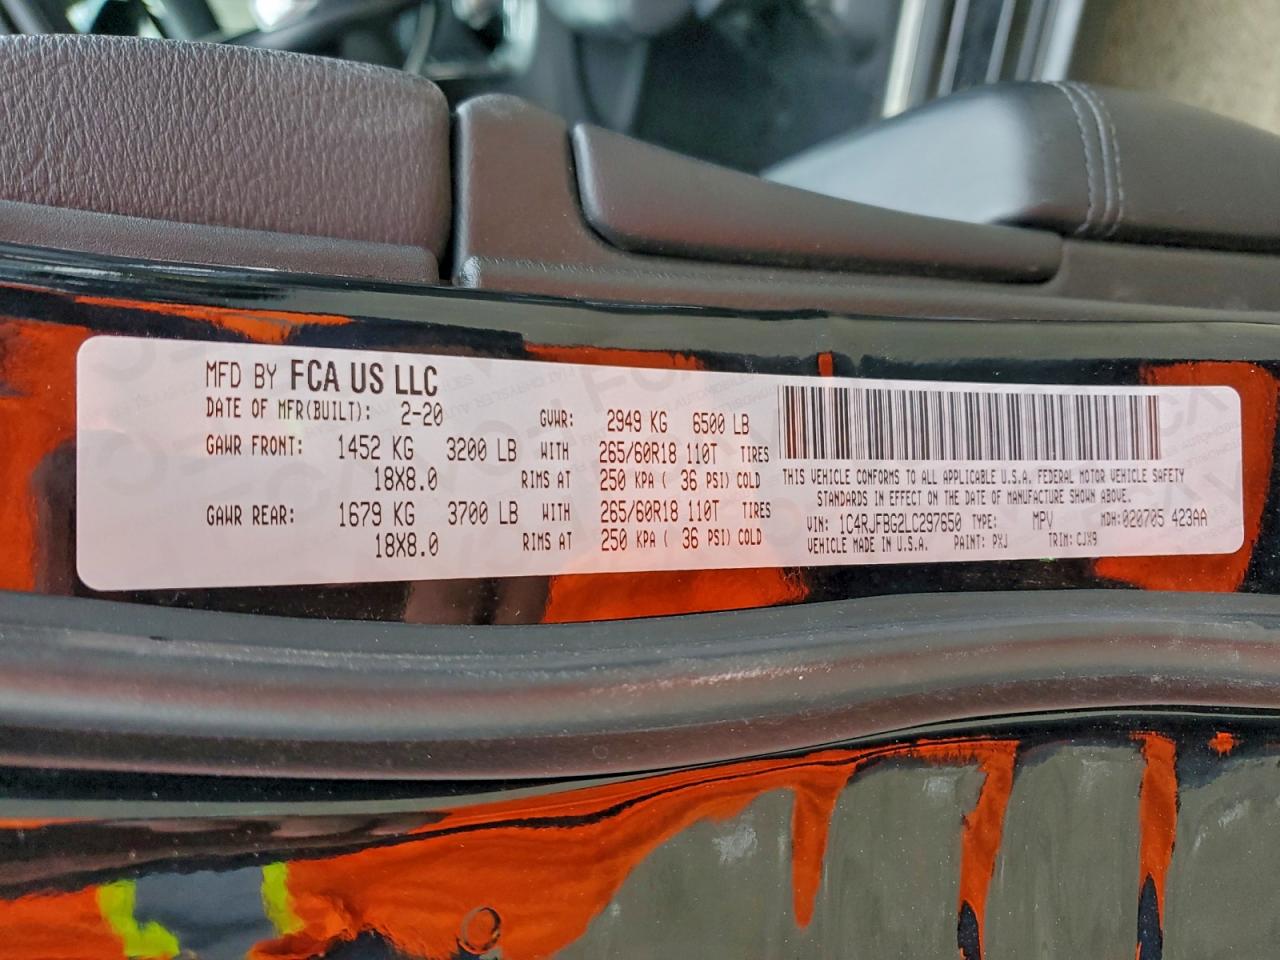 MFD BY FCA US LLC
DATE OF MFR(BUILT): 2-20 GVWR: 2949 KG 6500 LB
GAWR FRONT: 1452 KG 3200 LB WITH 265/60R18 110T TIRES
18X8.0 RIMS AT 250 KPA ( 36 PSI) COLD
GAWR REAR: 1679 KG 3700 LB WITH 265/60R18 110T TIRES
18X8.0 RIMS AT 250 KPA ( 36 PSI) COLD
THIS VEHICLE CONFORMS TO ALL APPLICABLE U.S.A. FEDERAL MOTOR VEHICLE SAFETY
STANDARDS IN EFFECT ON THE DATE OF MANUFACTURE SHOWN ABOVE.
VIN: 1C4RJFBG2LC297650 TYPE: MPV MDH: 020705 423AA
VEHICLE MADE IN U.S.A. PAINT: PXJ TRIM: CJX9